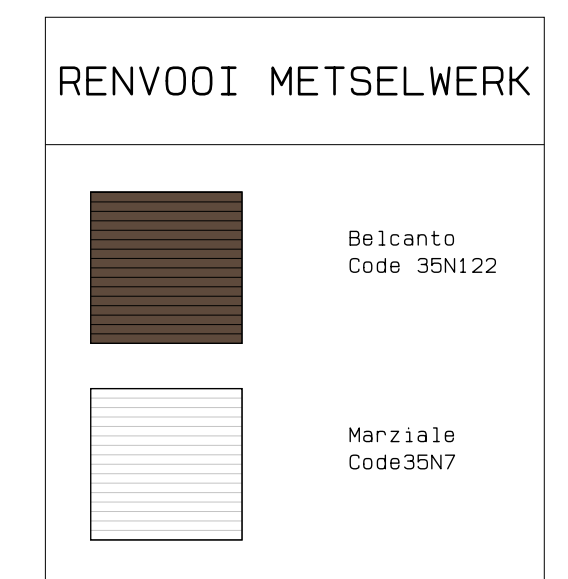 RENVOOI METSELWERK
Belcanto
Code 35N122
Marziale
Code35N7